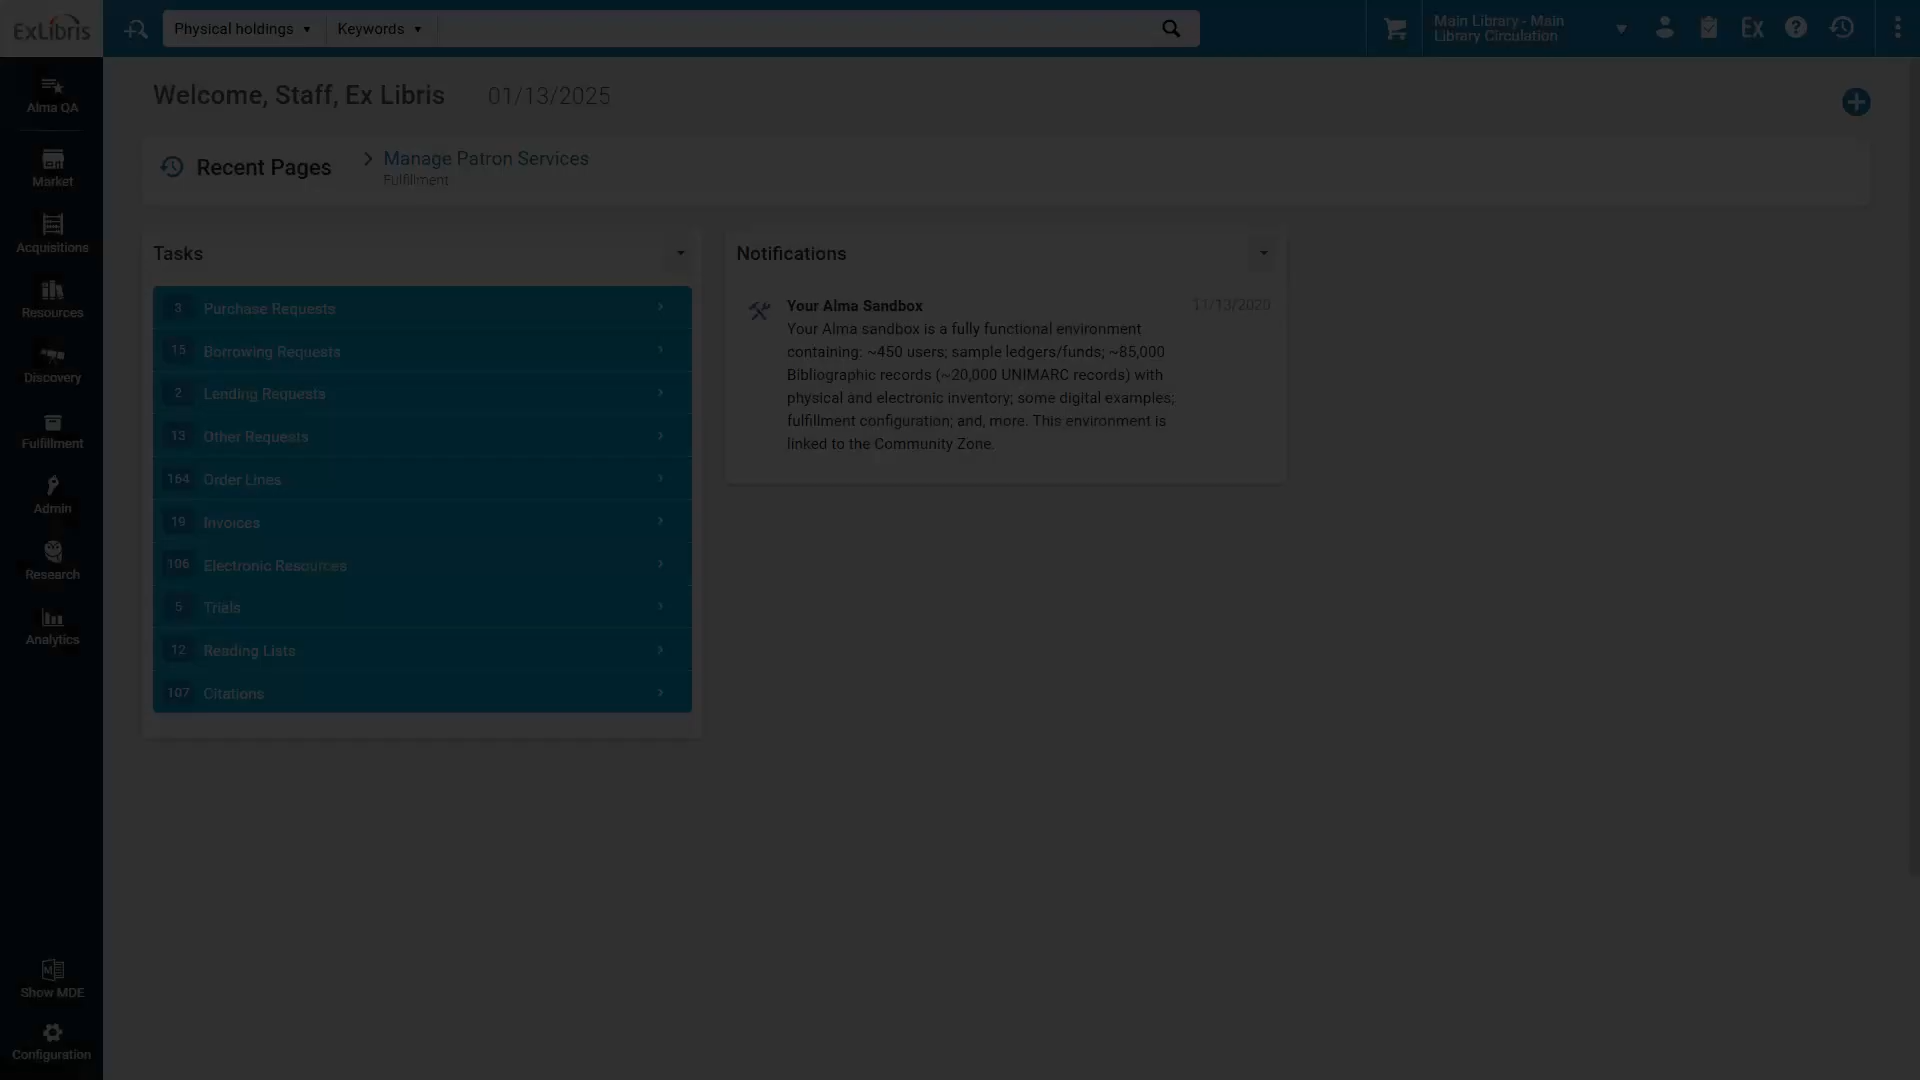 ExLibris
Physical holdings
Keywords
Main Library - Main
Library Circulation
Ex
Alma QA
Market
Acquisitions
Resources
Discovery
Fulfillment
Admin
Research
Analytics
Show MDE
Configuration
Welcome, Staff, Ex Libris 01/13/2025
Recent Pages
Manage Patron Services
Fulfillment
Tasks
3 Purchase Requests
15 Borrowing Requests
2 Lending Requests
13 Other Requests
164 Order Lines
19 Invoices
106 Electronic Resources
5 Trials
12 Reading Lists
107 Citations
Notifications
Your Alma Sandbox 11/13/2020
Your Alma sandbox is a fully functional environment
containing: ~450 users; sample ledgers/funds; ~85,000
Bibliographic records (~20,000 UNIMARC records) with
physical and electronic inventory; some digital examples;
fulfillment configuration; and, more. This environment is
linked to the Community Zone.